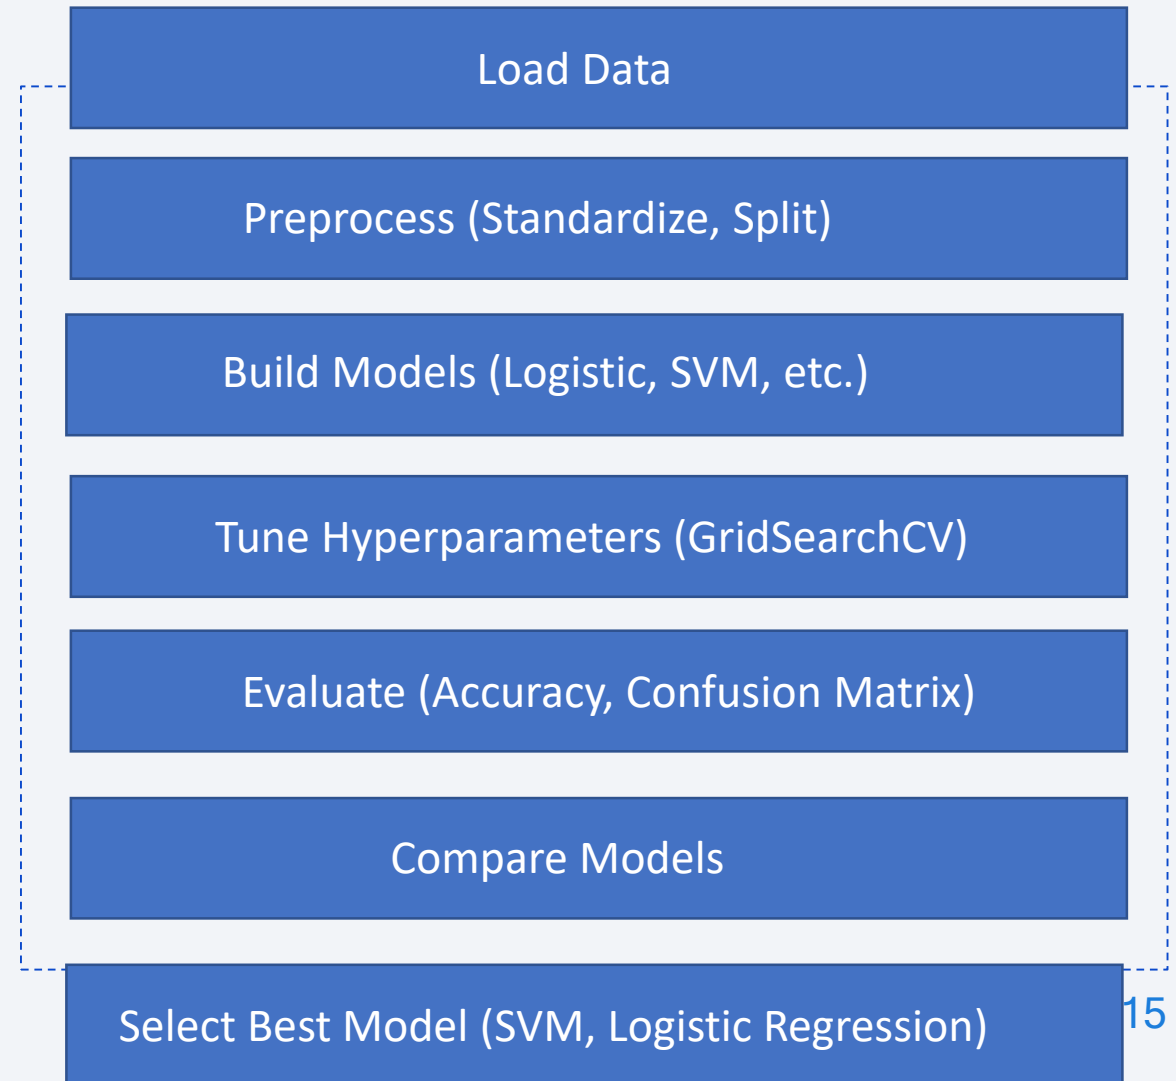 Load Data
Preprocess (Standardize, Split)
Build Models (Logistic, SVM, etc.)
Tune Hyperparameters (GridSearchCV)
Evaluate (Accuracy, Confusion Matrix)
Compare Models
Select Best Model (SVM, Logistic Regression)
15